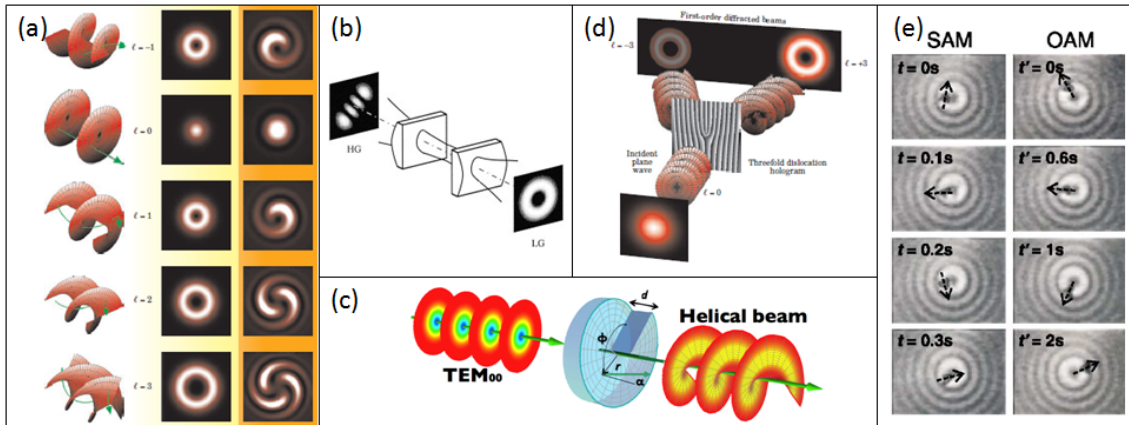 (a)
ℓ = −1
ℓ = 0
ℓ = 1
ℓ = 2
ℓ = 3
(b)
HG
LG
(c)
TEM00
ϕ
r
α
d
Helical beam
(d)
First-order diffracted beams
ℓ = −3
ℓ = +3
Incident
plane
wave
Threefold dislocation
hologram
ℓ = 0
(e)
SAM OAM
t = 0s t' = 0s
t = 0.1s t' = 0.6s
t = 0.2s t' = 1s
t = 0.3s t' = 2s